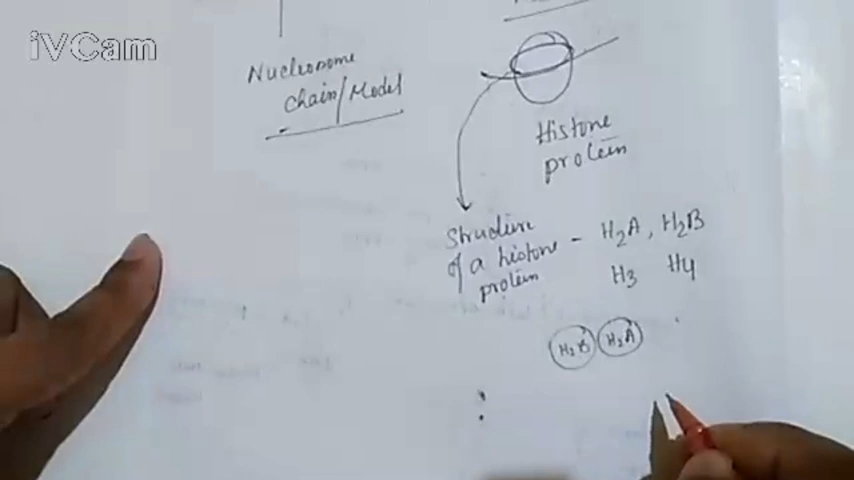 iVCam
Nucleosome
chain/Model
Histone
protein
Structure
of a histone - H2A, H2B
protein H3 H4
H2B H2A